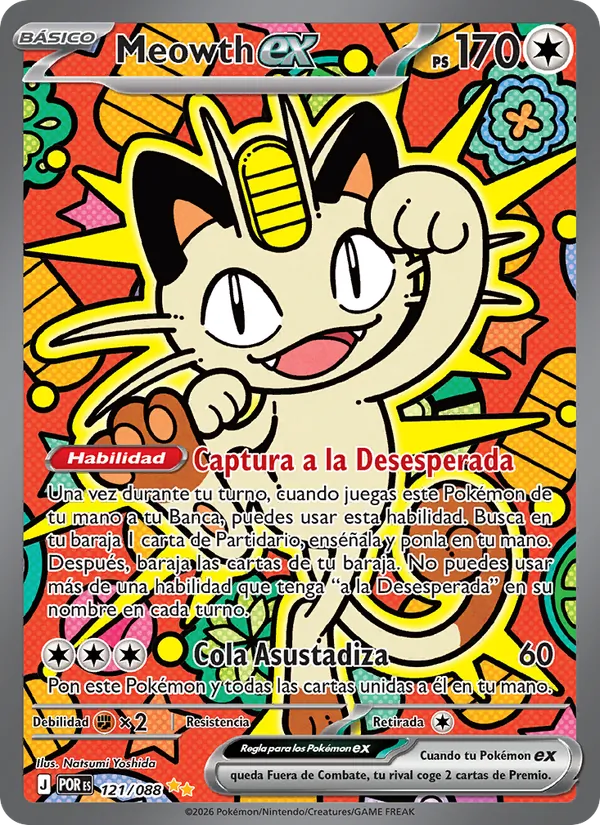 BÁSICO Meowth ex PS 170
Habilidad Captura a la Desesperada
Una vez durante tu turno, cuando juegas este Pokémon de
tu mano a tu Banca, puedes usar esta habilidad. Busca en
tu baraja 1 carta de Partidario, enséñala y ponla en tu mano.
Después, baraja las cartas de tu baraja. No puedes usar
más de una habilidad que tenga “a la Desesperada” en su
nombre en cada turno.
Cola Asustadiza 60
Pon este Pokémon y todas las cartas unidas a él en tu mano.
Debilidad ×2 Resistencia Retirada
Ilus. Natsumi Yoshida
Regla para los Pokémon ex
Cuando tu Pokémon ex
queda Fuera de Combate, tu rival coge 2 cartas de Premio.
J POR ES 121/088
©2026 Pokémon/Nintendo/Creatures/GAME FREAK